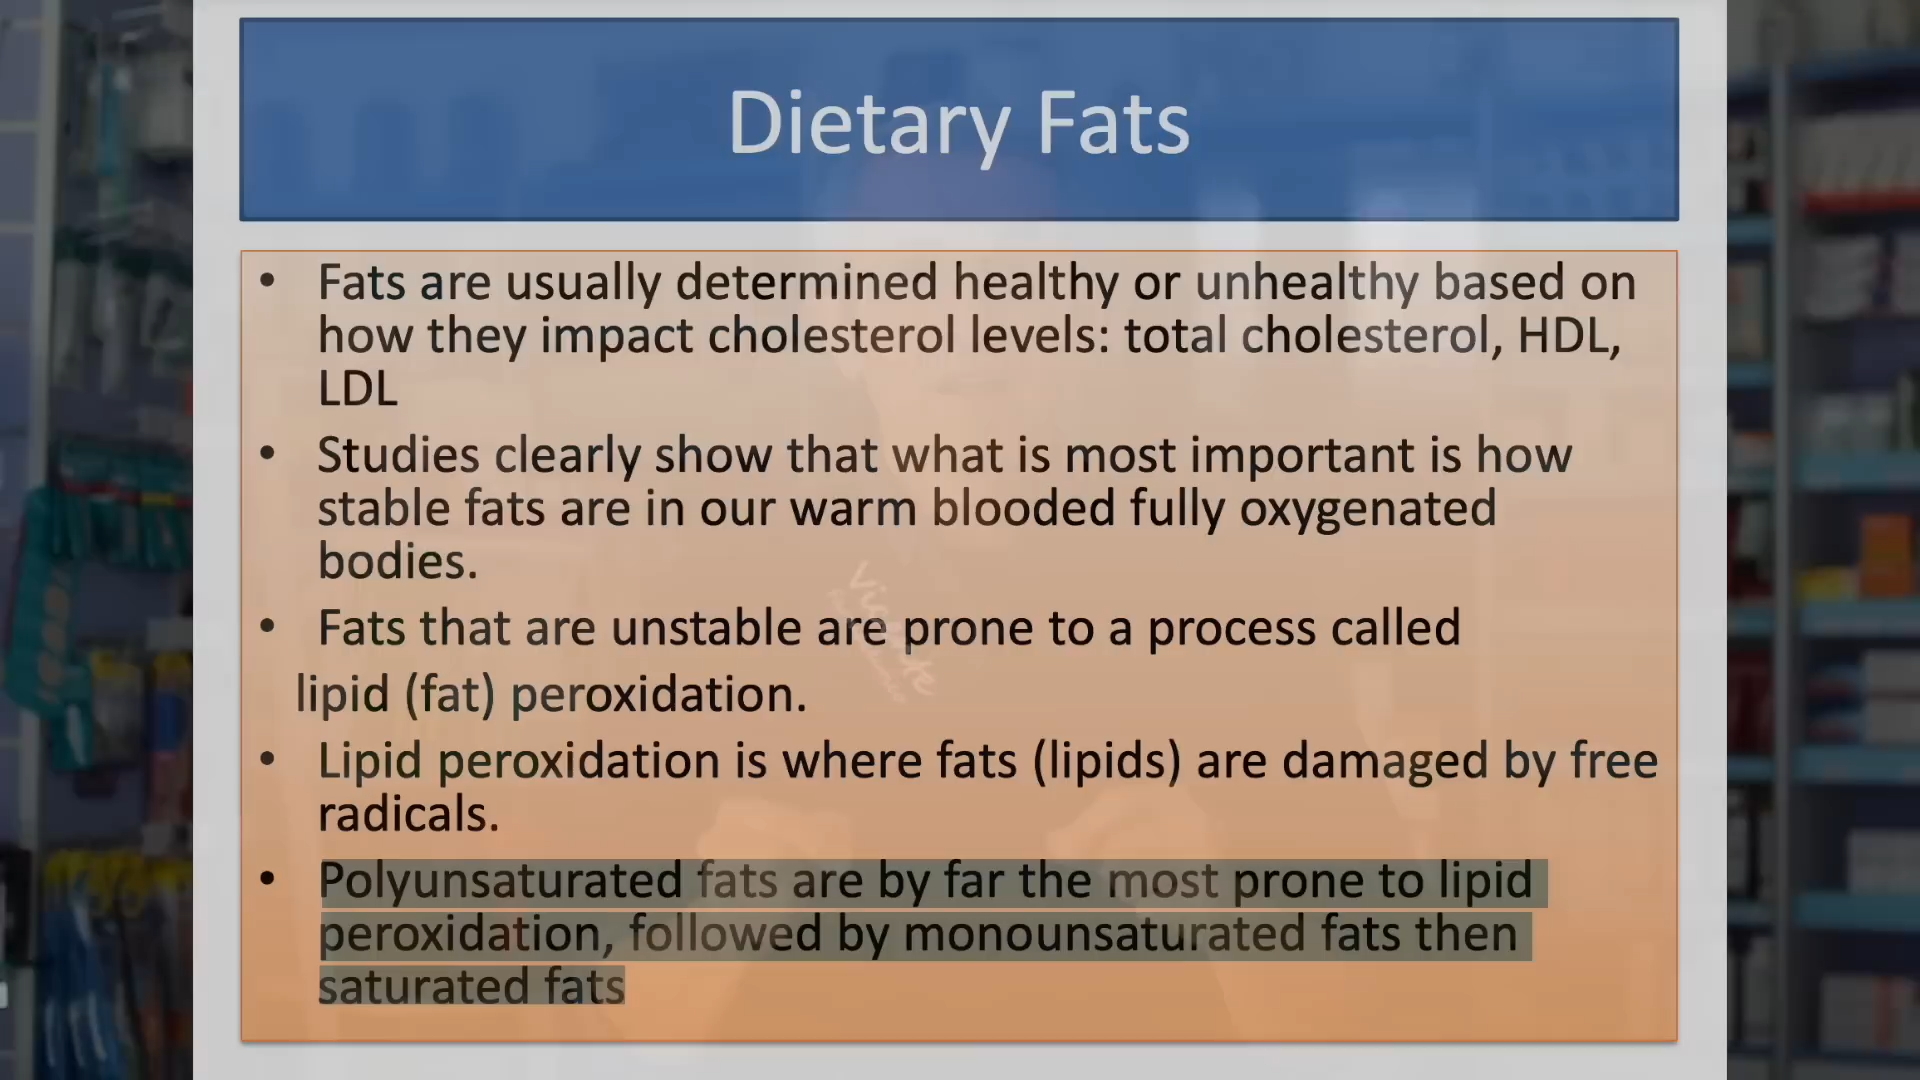 Dietary Fats
• Fats are usually determined healthy or unhealthy based on
how they impact cholesterol levels: total cholesterol, HDL,
LDL
• Studies clearly show that what is most important is how
stable fats are in our warm blooded fully oxygenated
bodies.
• Fats that are unstable are prone to a process called
lipid (fat) peroxidation.
• Lipid peroxidation is where fats (lipids) are damaged by free
radicals.
• Polyunsaturated fats are by far the most prone to lipid
peroxidation, followed by monounsaturated fats then
saturated fats